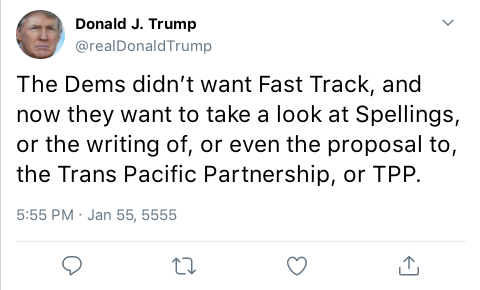 Donald J. Trump
@realDonaldTrump
The Dems didn’t want Fast Track, and
now they want to take a look at Spellings,
or the writing of, or even the proposal to,
the Trans Pacific Partnership, or TPP.
5:55 PM · Jan 55, 5555